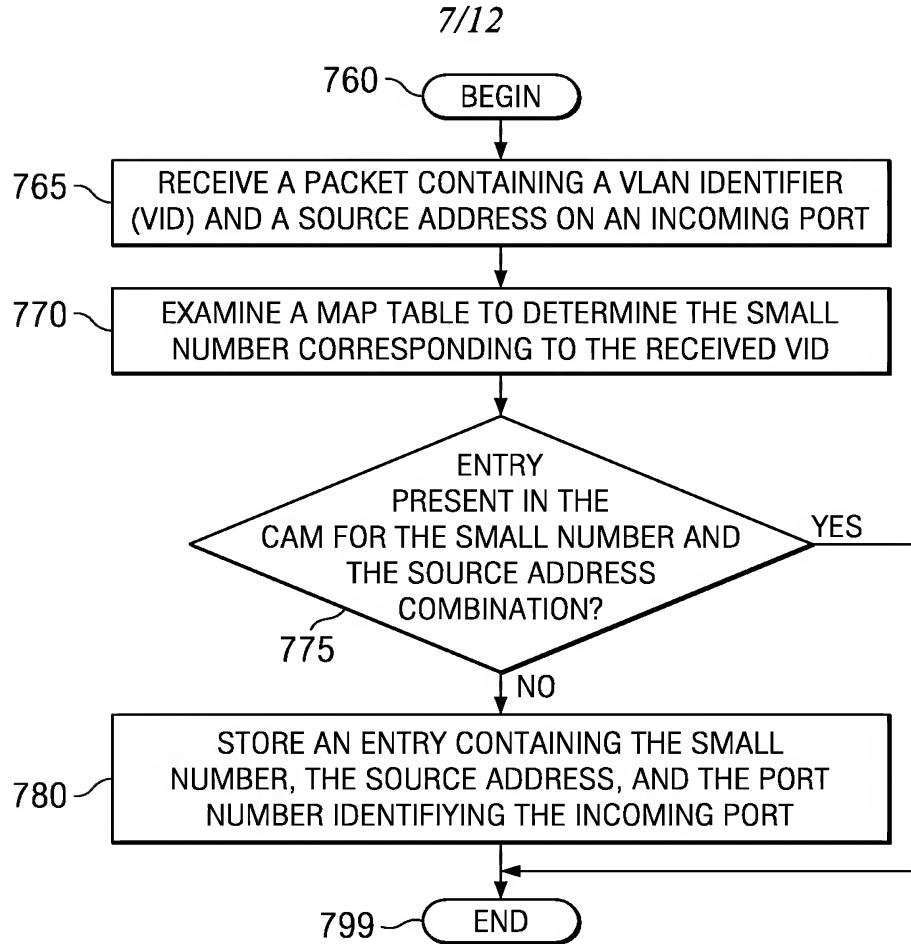 7/12
760
BEGIN
765
RECEIVE A PACKET CONTAINING A VLAN IDENTIFIER
(VID) AND A SOURCE ADDRESS ON AN INCOMING PORT
770
EXAMINE A MAP TABLE TO DETERMINE THE SMALL
NUMBER CORRESPONDING TO THE RECEIVED VID
ENTRY
PRESENT IN THE
CAM FOR THE SMALL NUMBER AND
THE SOURCE ADDRESS
COMBINATION?
YES
775
NO
780
STORE AN ENTRY CONTAINING THE SMALL
NUMBER, THE SOURCE ADDRESS, AND THE PORT
NUMBER IDENTIFIYING THE INCOMING PORT
799
END